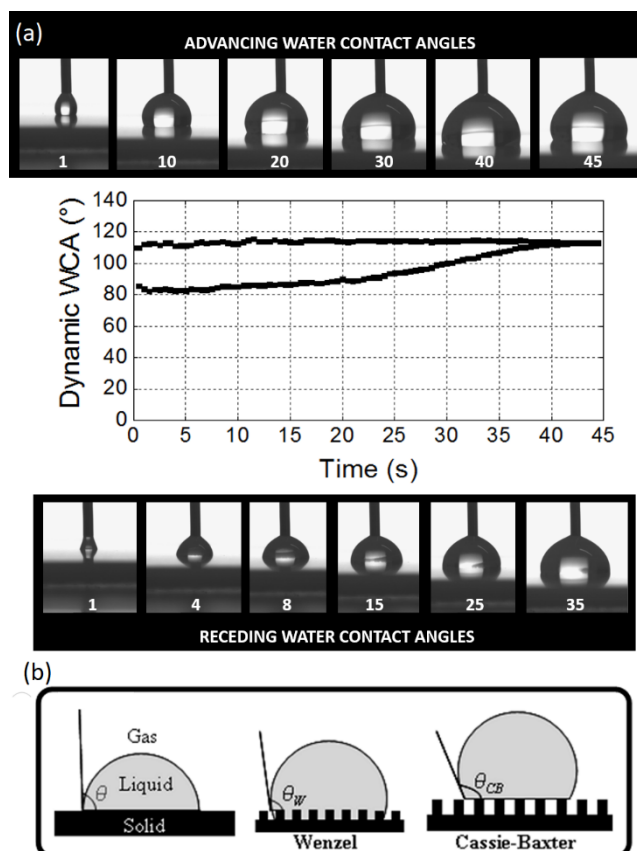 (a)
ADVANCING WATER CONTACT ANGLES
1 10 20 30 40 45
140
120
100
80
60
40
20
0
Dynamic WCA (°)
0 5 10 15 20 25 30 35 40 45
Time (s)
1 4 8 15 25 35
RECEDING WATER CONTACT ANGLES
(b)
Gas
Liquid
θ
Solid
θW
Wenzel
θCB
Cassie-Baxter